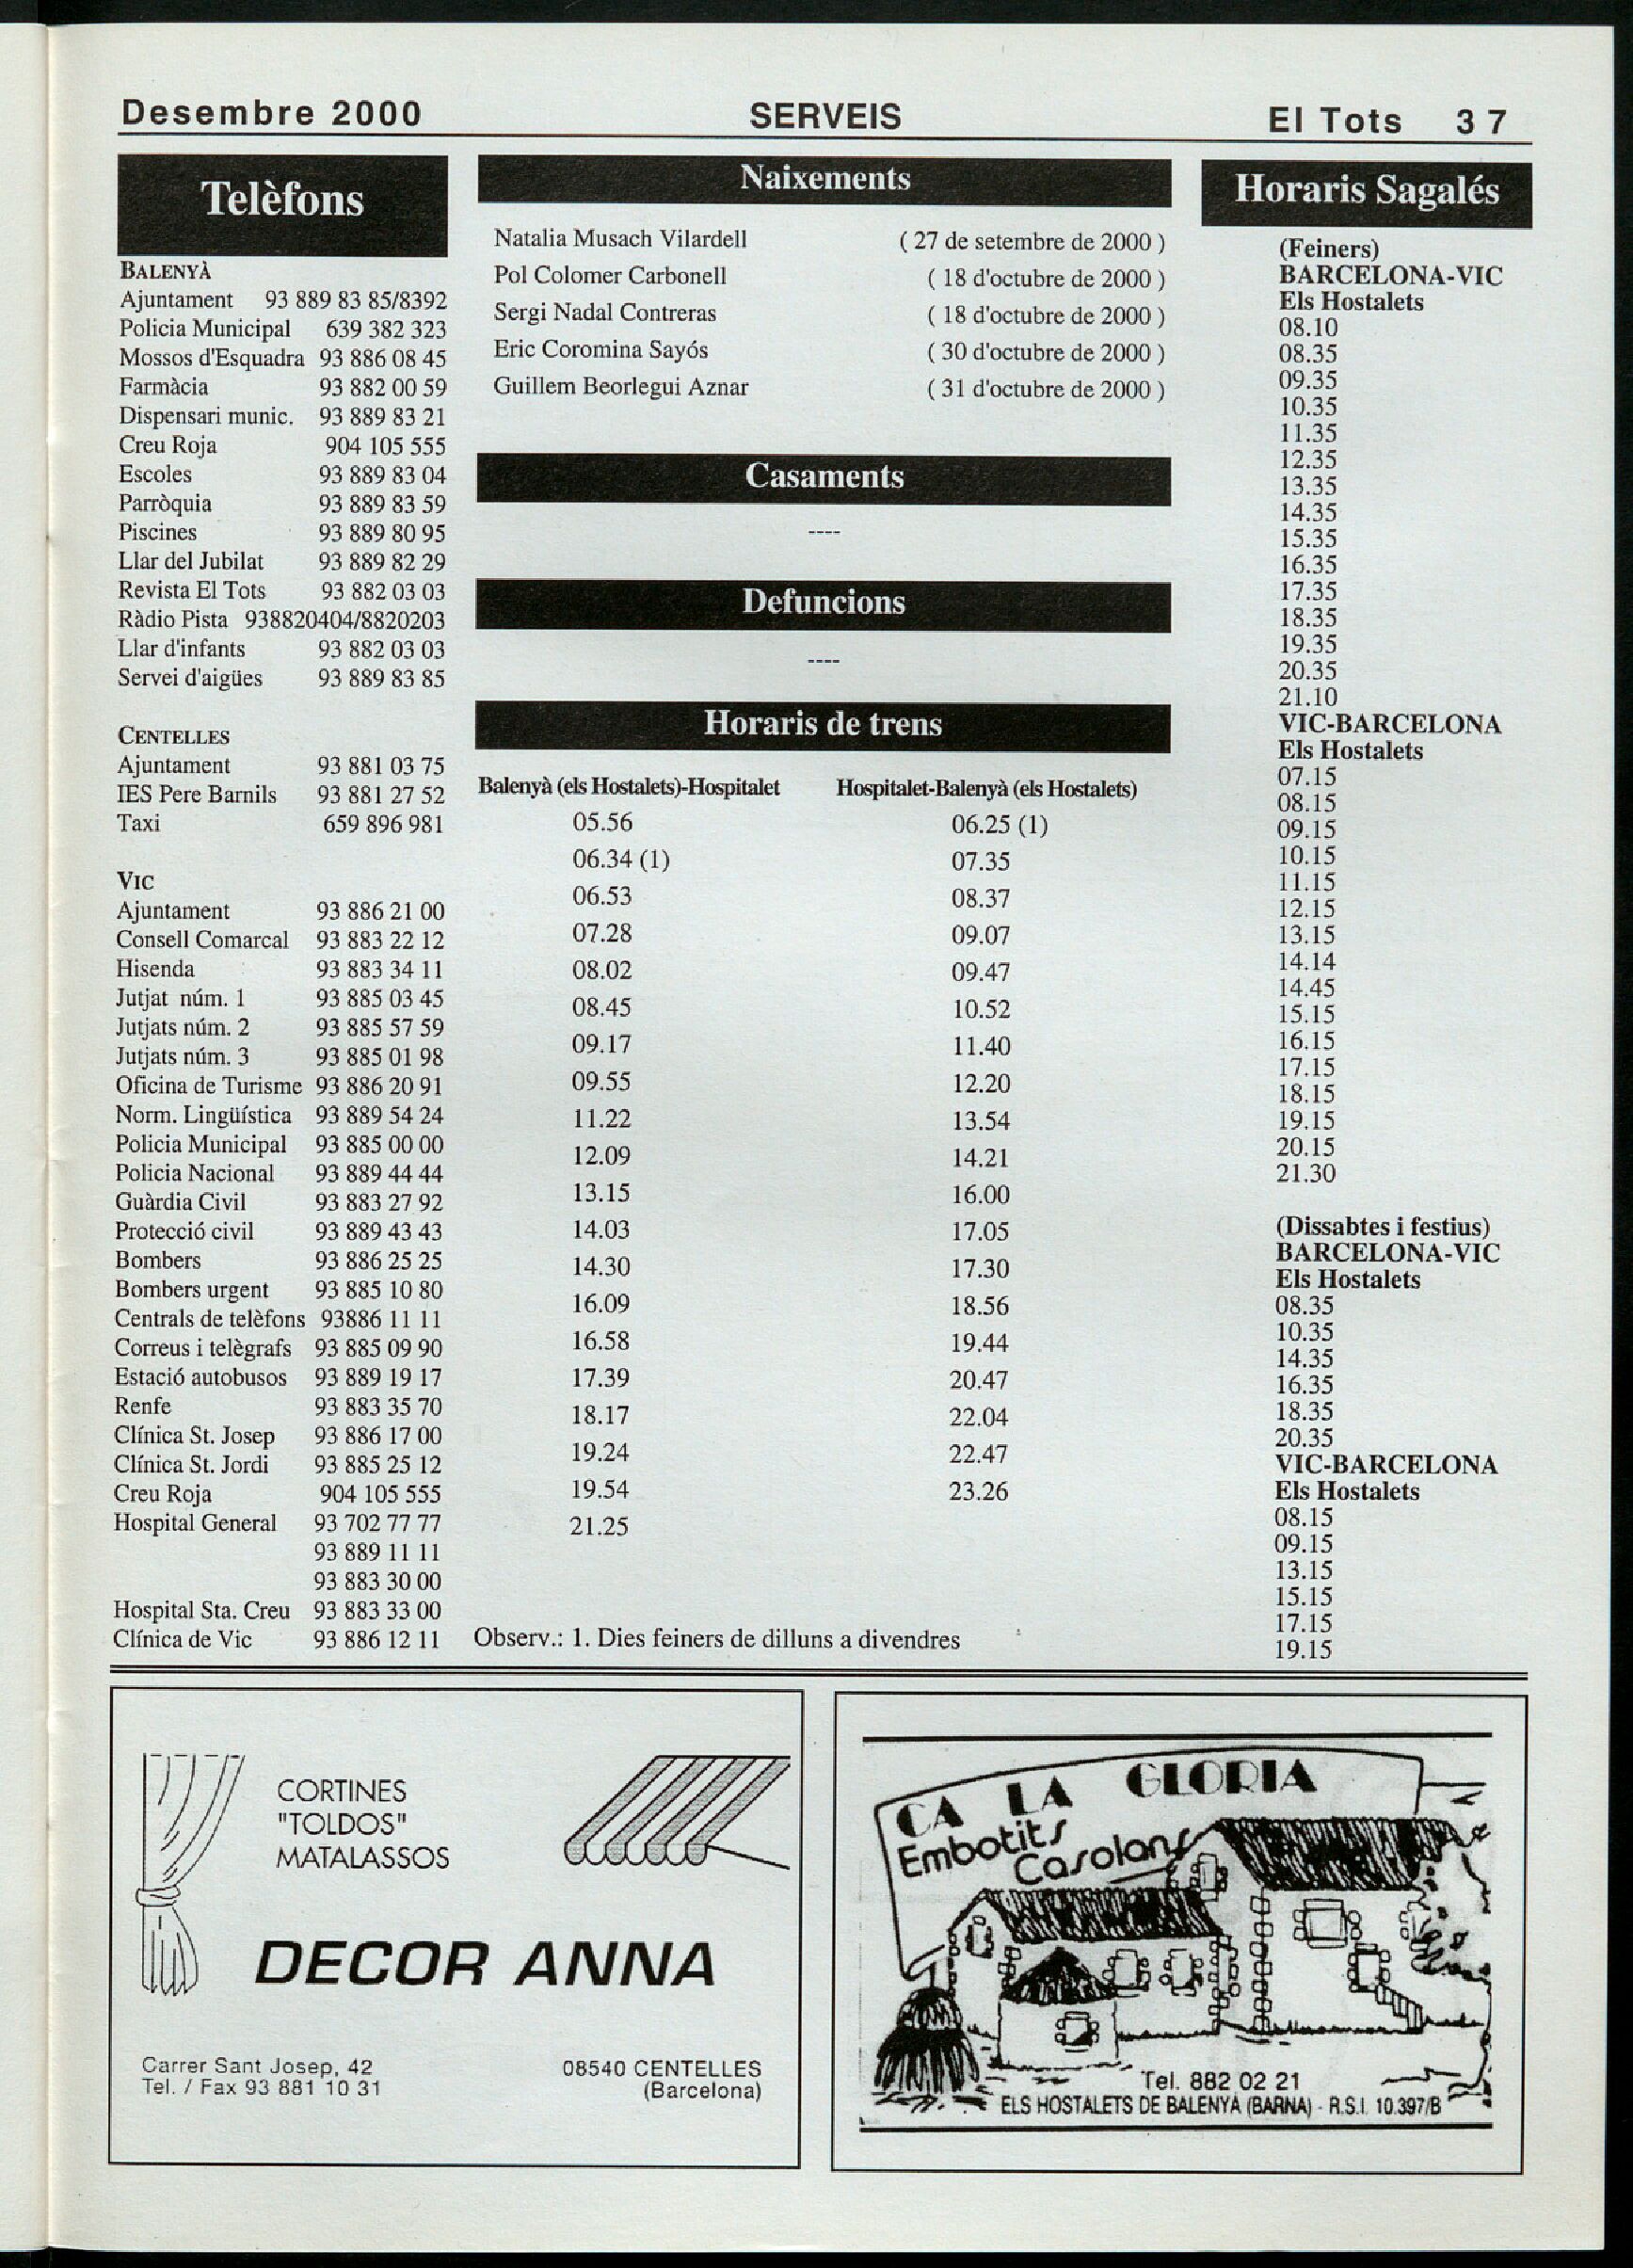 Desembre 2000 SERVEIS El Tots 37
Telèfons
BALENYÀ
Ajuntament 93 889 83 85/8392
Policia Municipal 639 382 323
Mossos d'Esquadra 93 886 08 45
Farmàcia 93 882 00 59
Dispensari munic. 93 889 83 21
Creu Roja 904 105 555
Escoles 93 889 83 04
Parròquia 93 889 83 59
Piscines 93 889 80 95
Llar del Jubilat 93 889 82 29
Revista El Tots 93 882 03 03
Ràdio Pista 938820404/8820203
Llar d'infants 93 882 03 03
Servei d'aigües 93 889 83 85
CENTELLES
Ajuntament 93 881 03 75
IES Pere Barnils 93 881 27 52
Taxi 659 896 981
VIC
Ajuntament 93 886 21 00
Consell Comarcal 93 883 22 12
Hisenda 93 883 34 11
Jutjat núm. 1 93 885 03 45
Jutjats núm. 2 93 885 57 59
Jutjats núm. 3 93 885 01 98
Oficina de Turisme 93 886 20 91
Norm. Lingüística 93 889 54 24
Policia Municipal 93 885 00 00
Policia Nacional 93 889 44 44
Guàrdia Civil 93 883 27 92
Protecció civil 93 889 43 43
Bombers 93 886 25 25
Bombers urgent 93 885 10 80
Centrals de telèfons 93886 11 11
Correus i telègrafs 93 885 09 90
Estació autobusos 93 889 19 17
Renfe 93 883 35 70
Clínica St. Josep 93 886 17 00
Clínica St. Jordi 93 885 25 12
Creu Roja 904 105 555
Hospital General 93 702 77 77
93 889 11 11
93 883 30 00
Hospital Sta. Creu 93 883 33 00
Clínica de Vic 93 886 12 11
Naixements
Natalia Musach Vilardell ( 27 de setembre de 2000 )
Pol Colomer Carbonell ( 18 d'octubre de 2000 )
Sergi Nadal Contreras ( 18 d'octubre de 2000 )
Eric Coromina Sayós ( 30 d'octubre de 2000 )
Guillem Beorlegui Aznar ( 31 d'octubre de 2000 )
Casaments
----
Defuncions
----
Horaris de trens
Balenyà (els Hostalets)-Hospitalet Hospitalet-Balenyà (els Hostalets)
05.56 06.25 (1)
06.34 (1) 07.35
06.53 08.37
07.28 09.07
08.02 09.47
08.45 10.52
09.17 11.40
09.55 12.20
11.22 13.54
12.09 14.21
13.15 16.00
14.03 17.05
14.30 17.30
16.09 18.56
16.58 19.44
17.39 20.47
18.17 22.04
19.24 22.47
19.54 23.26
21.25
Observ.: 1. Dies feiners de dilluns a divendres
Horaris Sagalés
(Feiners)
BARCELONA-VIC
Els Hostalets
08.10
08.35
09.35
10.35
11.35
12.35
13.35
14.35
15.35
16.35
17.35
18.35
19.35
20.35
21.10
VIC-BARCELONA
Els Hostalets
07.15
08.15
09.15
10.15
11.15
12.15
13.15
14.14
14.45
15.15
16.15
17.15
18.15
19.15
20.15
21.30
(Dissabtes i festius)
BARCELONA-VIC
Els Hostalets
08.35
10.35
14.35
16.35
18.35
20.35
VIC-BARCELONA
Els Hostalets
08.15
09.15
13.15
15.15
17.15
19.15
CORTINES
"TOLDOS"
MATALASSOS
DECOR ANNA
Carrer Sant Josep, 42 08540 CENTELLES
Tel. / Fax 93 881 10 31 (Barcelona)
CA LA GLORIA
Embotits
Casolans
Tel. 882 02 21
ELS HOSTALETS DE BALENYA (BARNA) - R.S.I. 10.397/B